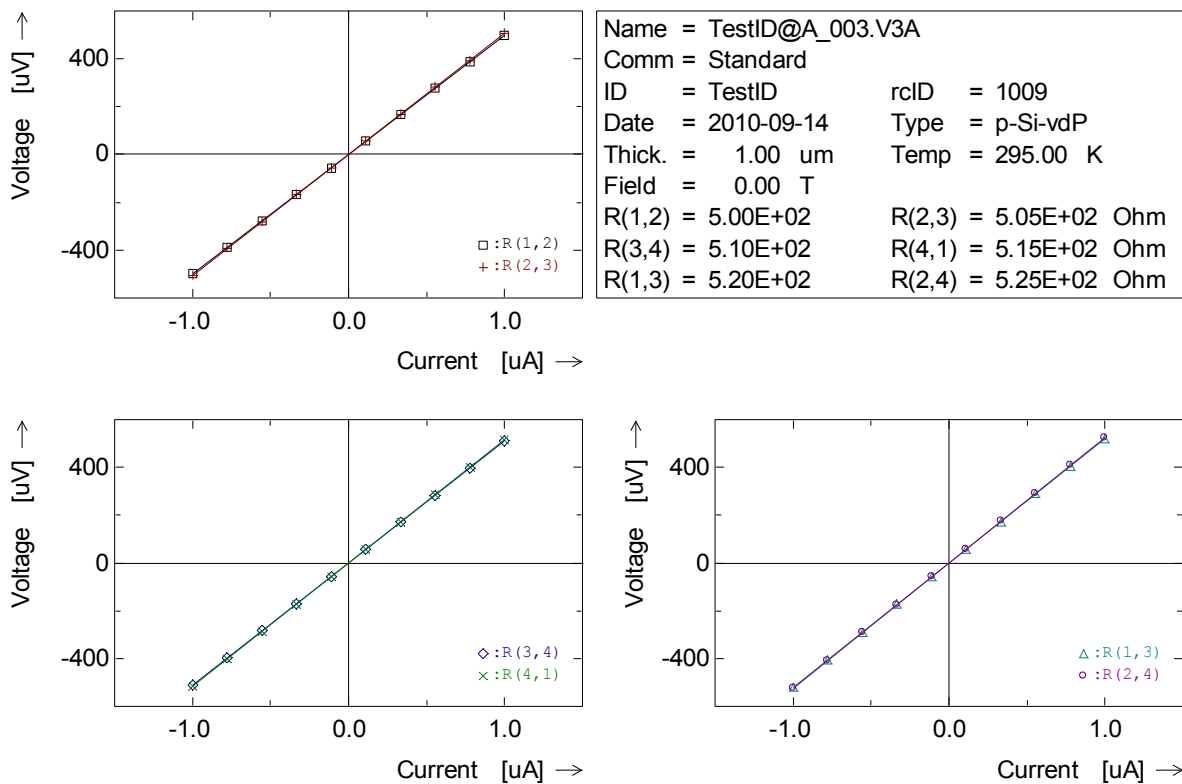 Voltage [uV] →
400
0
-400
-1.0 0.0 1.0
Current [uA] →
□ :R(1,2)
+ :R(2,3)
Name = TestID@A_003.V3A
Comm = Standard
ID = TestID rcID = 1009
Date = 2010-09-14 Type = p-Si-vdP
Thick. = 1.00 um Temp = 295.00 K
Field = 0.00 T
R(1,2) = 5.00E+02 R(2,3) = 5.05E+02 Ohm
R(3,4) = 5.10E+02 R(4,1) = 5.15E+02 Ohm
R(1,3) = 5.20E+02 R(2,4) = 5.25E+02 Ohm
Voltage [uV] →
400
0
-400
-1.0 0.0 1.0
Current [uA] →
◇ :R(3,4)
× :R(4,1)
Voltage [uV] →
400
0
-400
-1.0 0.0 1.0
Current [uA] →
△ :R(1,3)
○ :R(2,4)